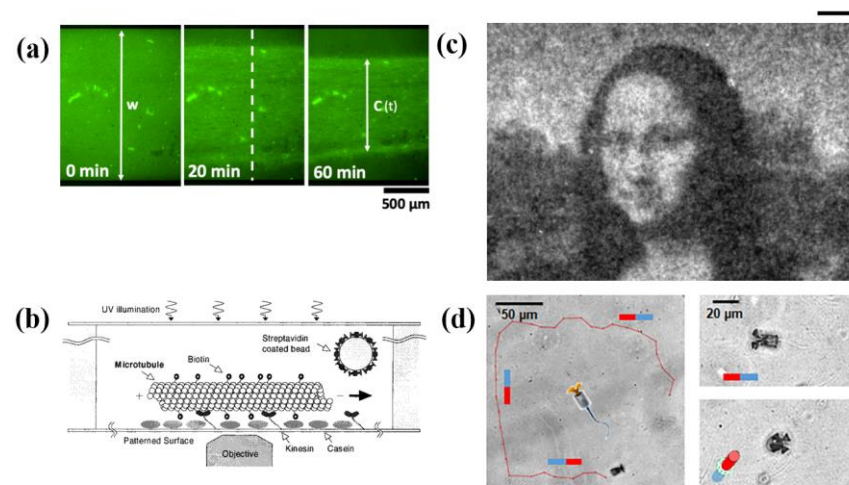 (a)
w
C(t)
0 min
20 min
60 min
500 µm
(b)
UV illumination
Streptavidin
coated bead
Biotin
Microtubule
+
−
Patterned Surface
Kinesin
Casein
Objective
(c)
(d)
50 µm
20 µm